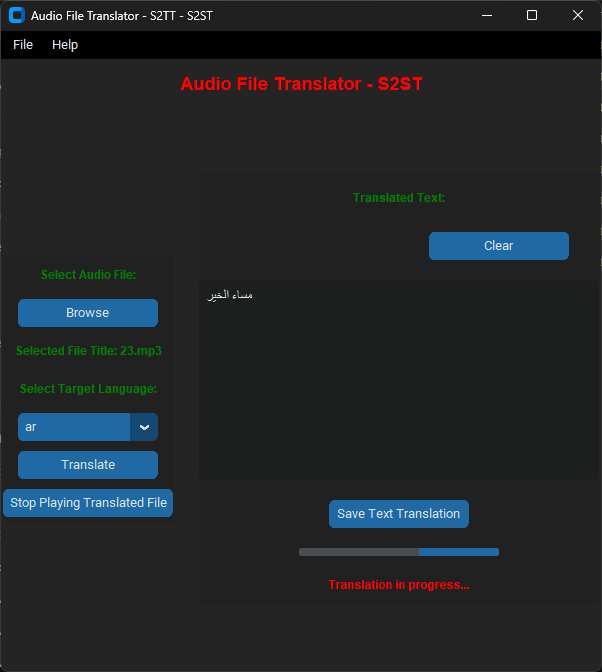 Audio File Translator - S2TT - S2ST
File Help
Audio File Translator - S2ST
Select Audio File:
Browse
Selected File Title: 23.mp3
Select Target Language:
ar
Translate
Stop Playing Translated File
Translated Text:
Clear
مساء الخير
Save Text Translation
Translation in progress...